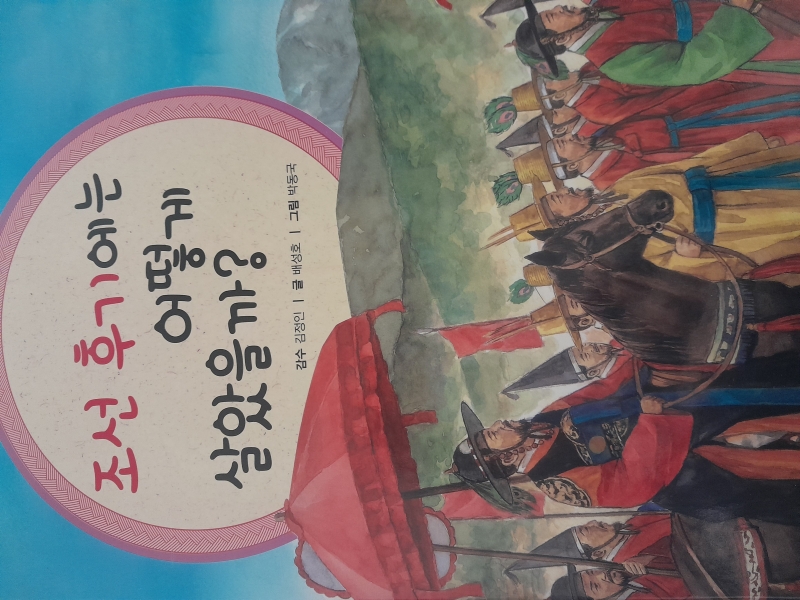 조선 후기에는
어떻게
살았을까?
감수 김정인 | 글 배성호 | 그림 박동국